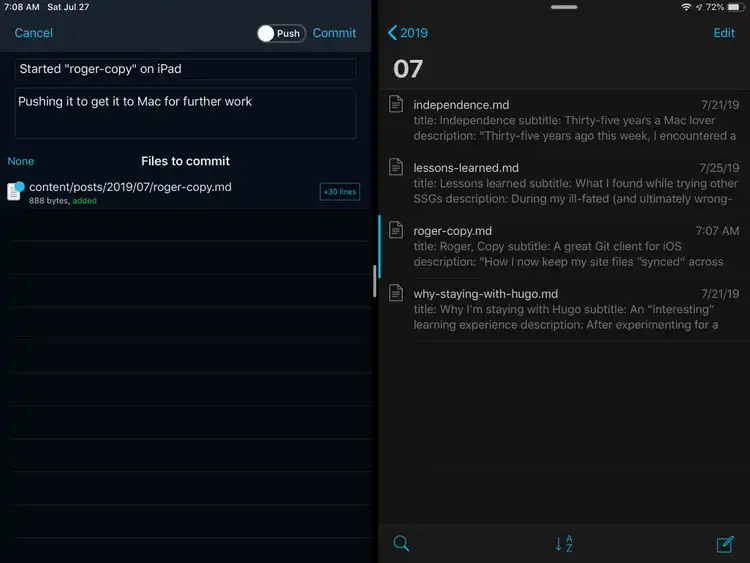 7:08 AM Sat Jul 27
Cancel
Push
Commit
Started "roger-copy" on iPad
Pushing it to get it to Mac for further work
None
Files to commit
content/posts/2019/07/roger-copy.md
+30 lines
888 bytes, added
72%
2019
Edit
07
independence.md 7/21/19
title: Independence subtitle: Thirty-five years a Mac lover
description: "Thirty-five years ago this week, I encountered a
lessons-learned.md 7/25/19
title: Lessons learned subtitle: What I found while trying other
SSGs description: During my ill-fated (and ultimately wrong-
roger-copy.md 7:07 AM
title: Roger, Copy subtitle: A great Git client for iOS
description: "How I now keep my site files “synced” across
why-staying-with-hugo.md 7/21/19
title: Why I'm staying with Hugo subtitle: An "interesting"
learning experience description: After experimenting for a
A
Z